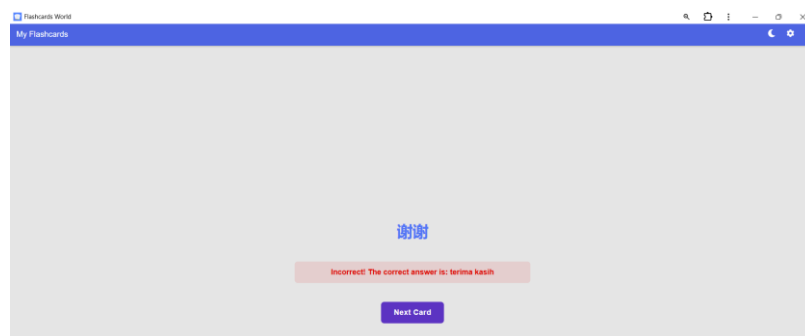 Flashcards World
My Flashcards
谢谢
Incorrect! The correct answer is: terima kasih
Next Card